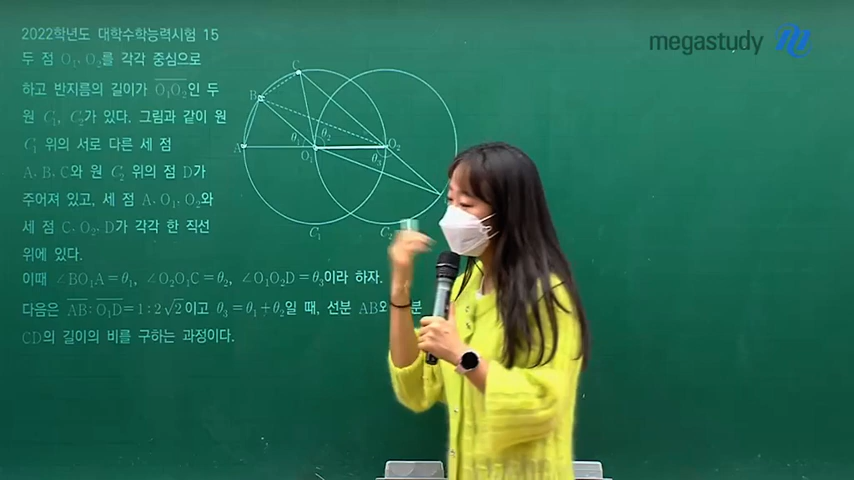 2022학년도 대학수학능력시험 15
megastudy
두 점 O₁, O₂를 각각 중심으로
하고 반지름의 길이가 O₁O₂인 두
원 C₁, C₂가 있다. 그림과 같이 원
C₁ 위의 서로 다른 세 점
A, B, C와 원 C₂ 위의 점 D가
주어져 있고, 세 점 A, O₁, O₂와
세 점 C, O₂, D가 각각 한 직선
위에 있다.
이때 ∠BO₁A=θ₁, ∠O₂O₁C=θ₂, ∠O₁O₂D=θ₃이라 하자.
다음은 AB:O₁D=1:2√2이고 θ₃=θ₁+θ₂일 때, 선분 AB와 분
CD의 길이의 비를 구하는 과정이다.
C
B
A
θ₁
θ₂
O₁
O₂
θ₃
C₁
C₂